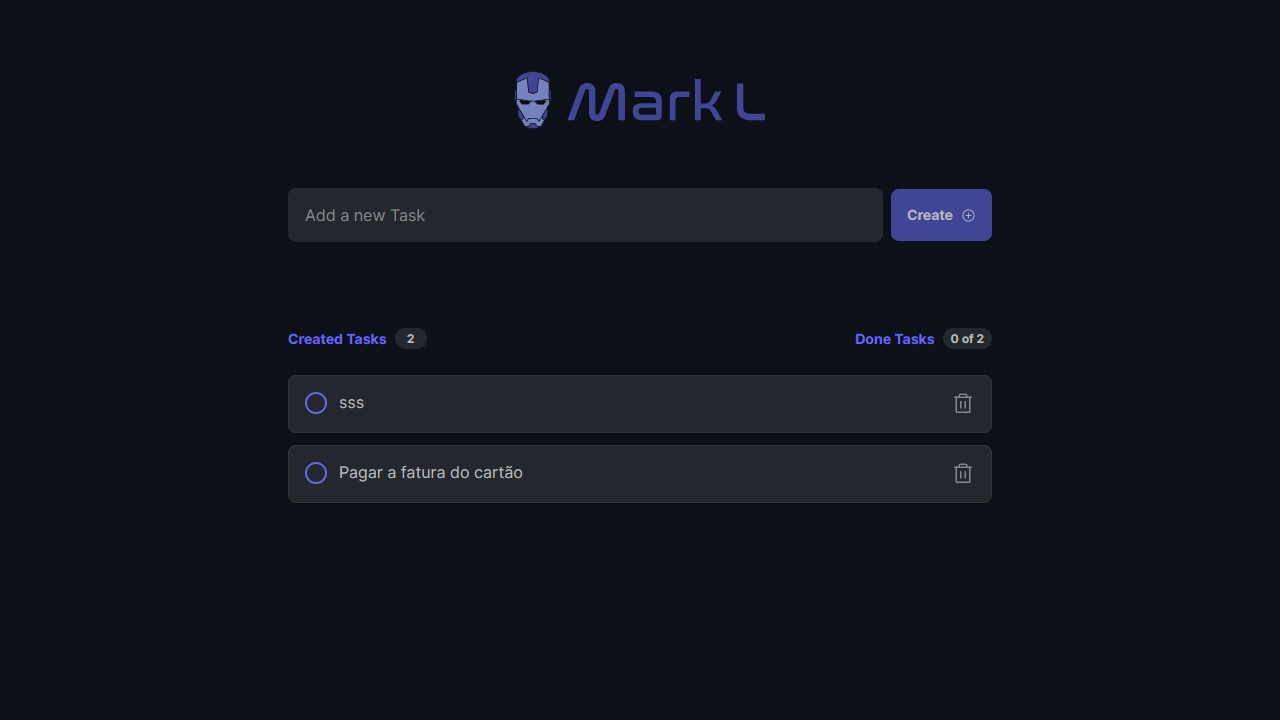 Mark L
Add a new Task
Create
Created Tasks 2
Done Tasks 0 of 2
sss
Pagar a fatura do cartão